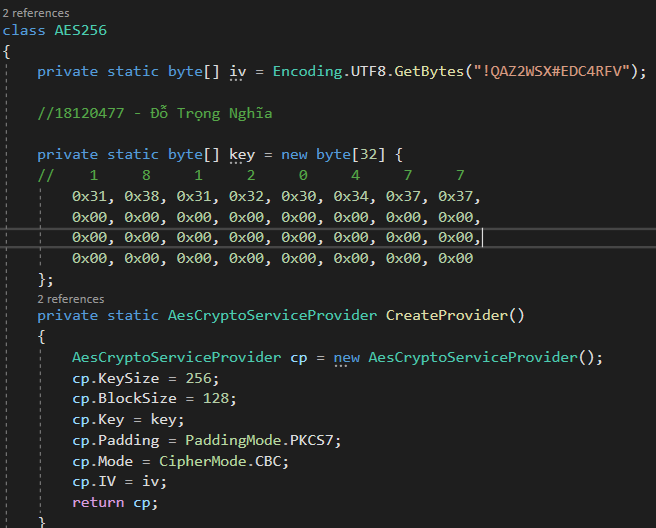 2 references
class AES256
{
private static byte[] iv = Encoding.UTF8.GetBytes("!QAZ2WSX#EDC4RFV");
//18120477 - Đỗ Trọng Nghĩa
private static byte[] key = new byte[32] {
// 1 8 1 2 0 4 7 7
0x31, 0x38, 0x31, 0x32, 0x30, 0x34, 0x37, 0x37,
0x00, 0x00, 0x00, 0x00, 0x00, 0x00, 0x00, 0x00,
0x00, 0x00, 0x00, 0x00, 0x00, 0x00, 0x00, 0x00,
0x00, 0x00, 0x00, 0x00, 0x00, 0x00, 0x00, 0x00
};
2 references
private static AesCryptoServiceProvider CreateProvider()
{
AesCryptoServiceProvider cp = new AesCryptoServiceProvider();
cp.KeySize = 256;
cp.BlockSize = 128;
cp.Key = key;
cp.Padding = PaddingMode.PKCS7;
cp.Mode = CipherMode.CBC;
cp.IV = iv;
return cp;
}